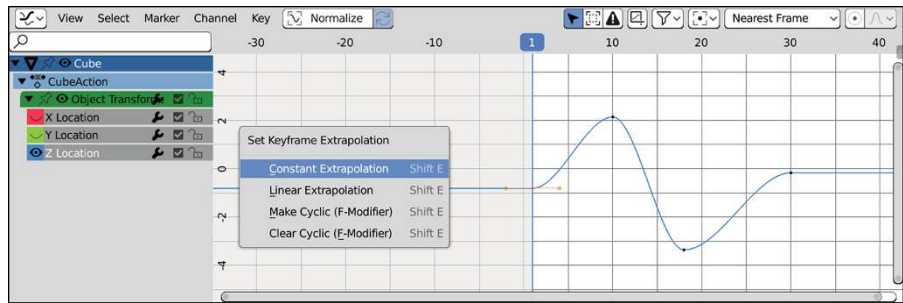 View Select Marker Channel Key Normalize Nearest Frame
-30 -20 -10 1 10 20 30 40
Cube
CubeAction
Object Transforms
X Location
Y Location
Z Location
4
2
0
-2
-4
Set Keyframe Extrapolation
Constant Extrapolation Shift E
Linear Extrapolation Shift E
Make Cyclic (F-Modifier) Shift E
Clear Cyclic (F-Modifier) Shift E